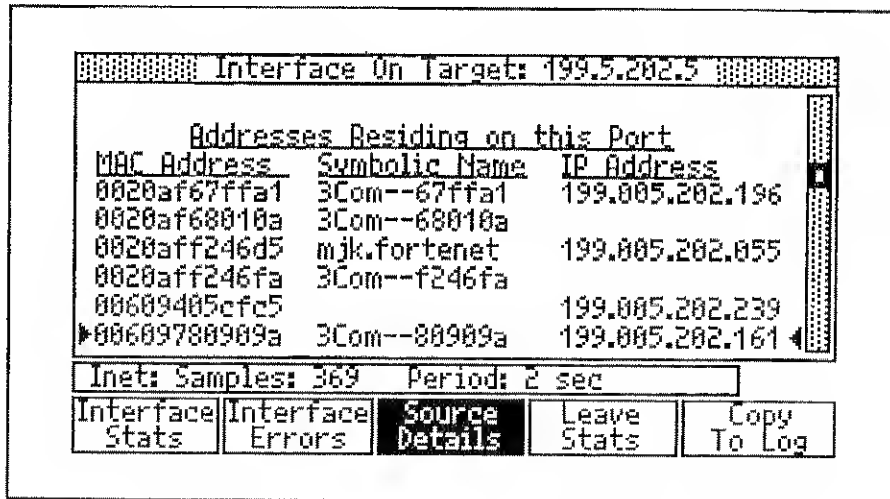 Interface On Target: 199.5.202.5
Addresses Residing on this Port
MAC Address Symbolic Name IP Address
0020af67ffa1 3Com--67ffa1 199.005.202.196
0020af68010a 3Com--68010a
0020aff246d5 mjk.fortenet 199.005.202.055
0020aff246fa 3Com--f246fa
00609405cfc5 199.005.202.239
00609780909a 3Com--80909a 199.005.202.161
Inet: Samples: 369 Period: 2 sec
Interface Stats
Interface Errors
Source Details
Leave Stats
Copy To Log